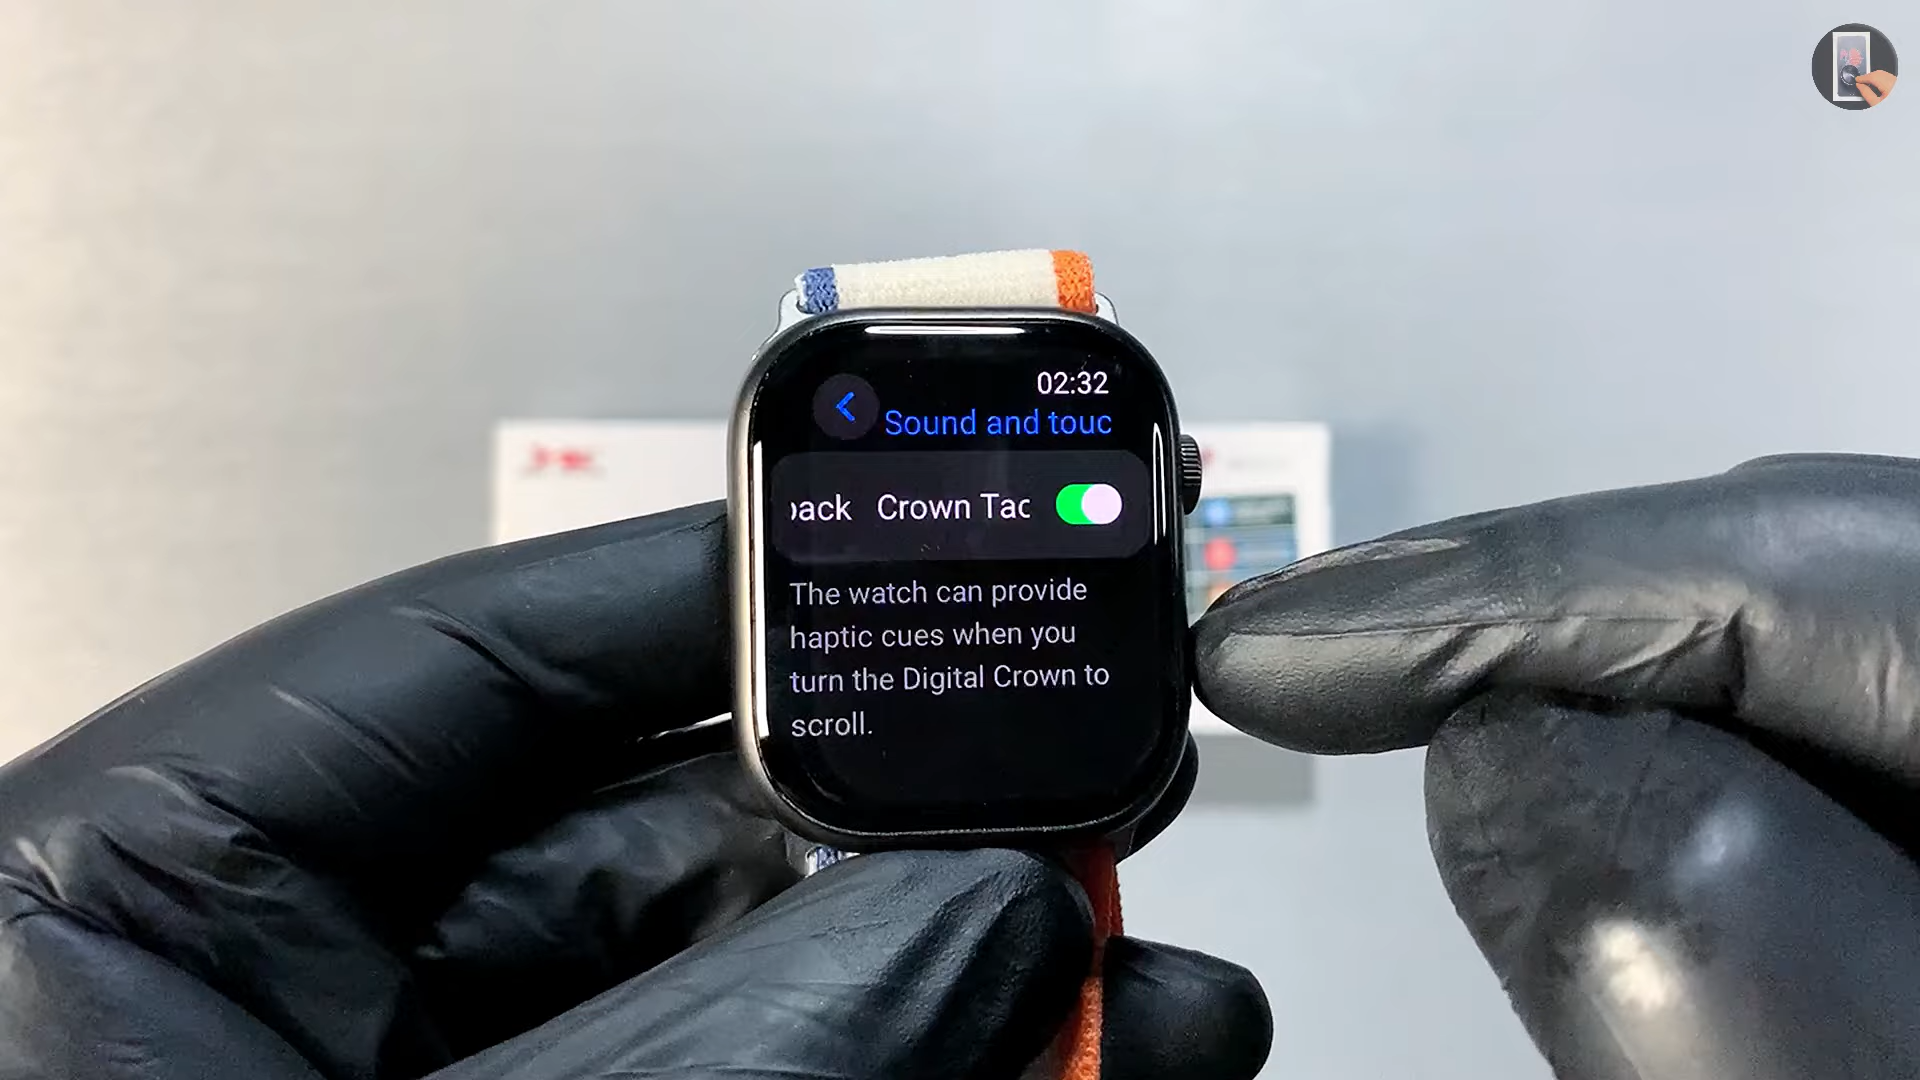 02:32
Sound and touc
back Crown Tac
The watch can provide
haptic cues when you
turn the Digital Crown to
scroll.